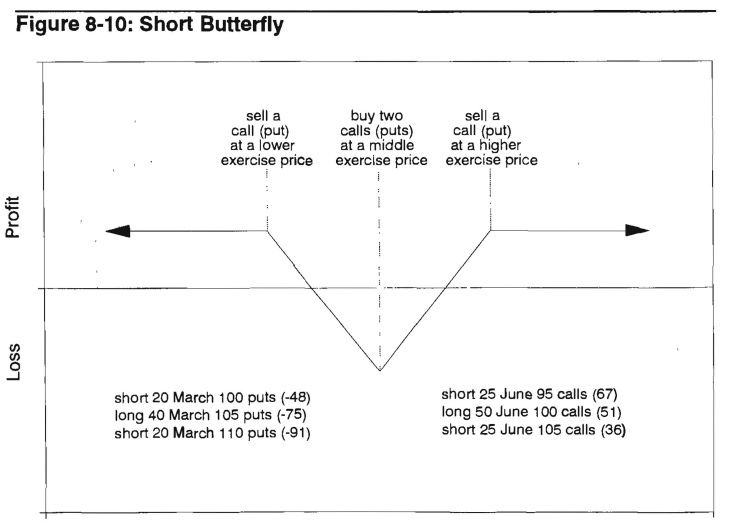 Figure 8-10: Short Butterfly
sell a
call (put)
at a lower
exercise price
buy two
calls (puts)
at a middle
exercise price
sell a
call (put)
at a higher
exercise price
Profit
Loss
short 20 March 100 puts (-48)
long 40 March 105 puts (-75)
short 20 March 110 puts (-91)
short 25 June 95 calls (67)
long 50 June 100 calls (51)
short 25 June 105 calls (36)